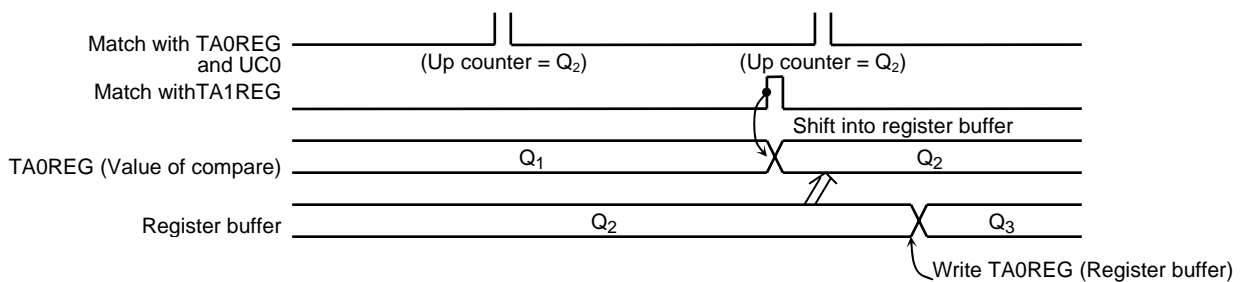 Match with TA0REG
and UC0
(Up counter = Q₂)
(Up counter = Q₂)
Match withTA1REG
Shift into register buffer
TA0REG (Value of compare)
Q₁
Q₂
Register buffer
Q₂
Q₃
Write TA0REG (Register buffer)